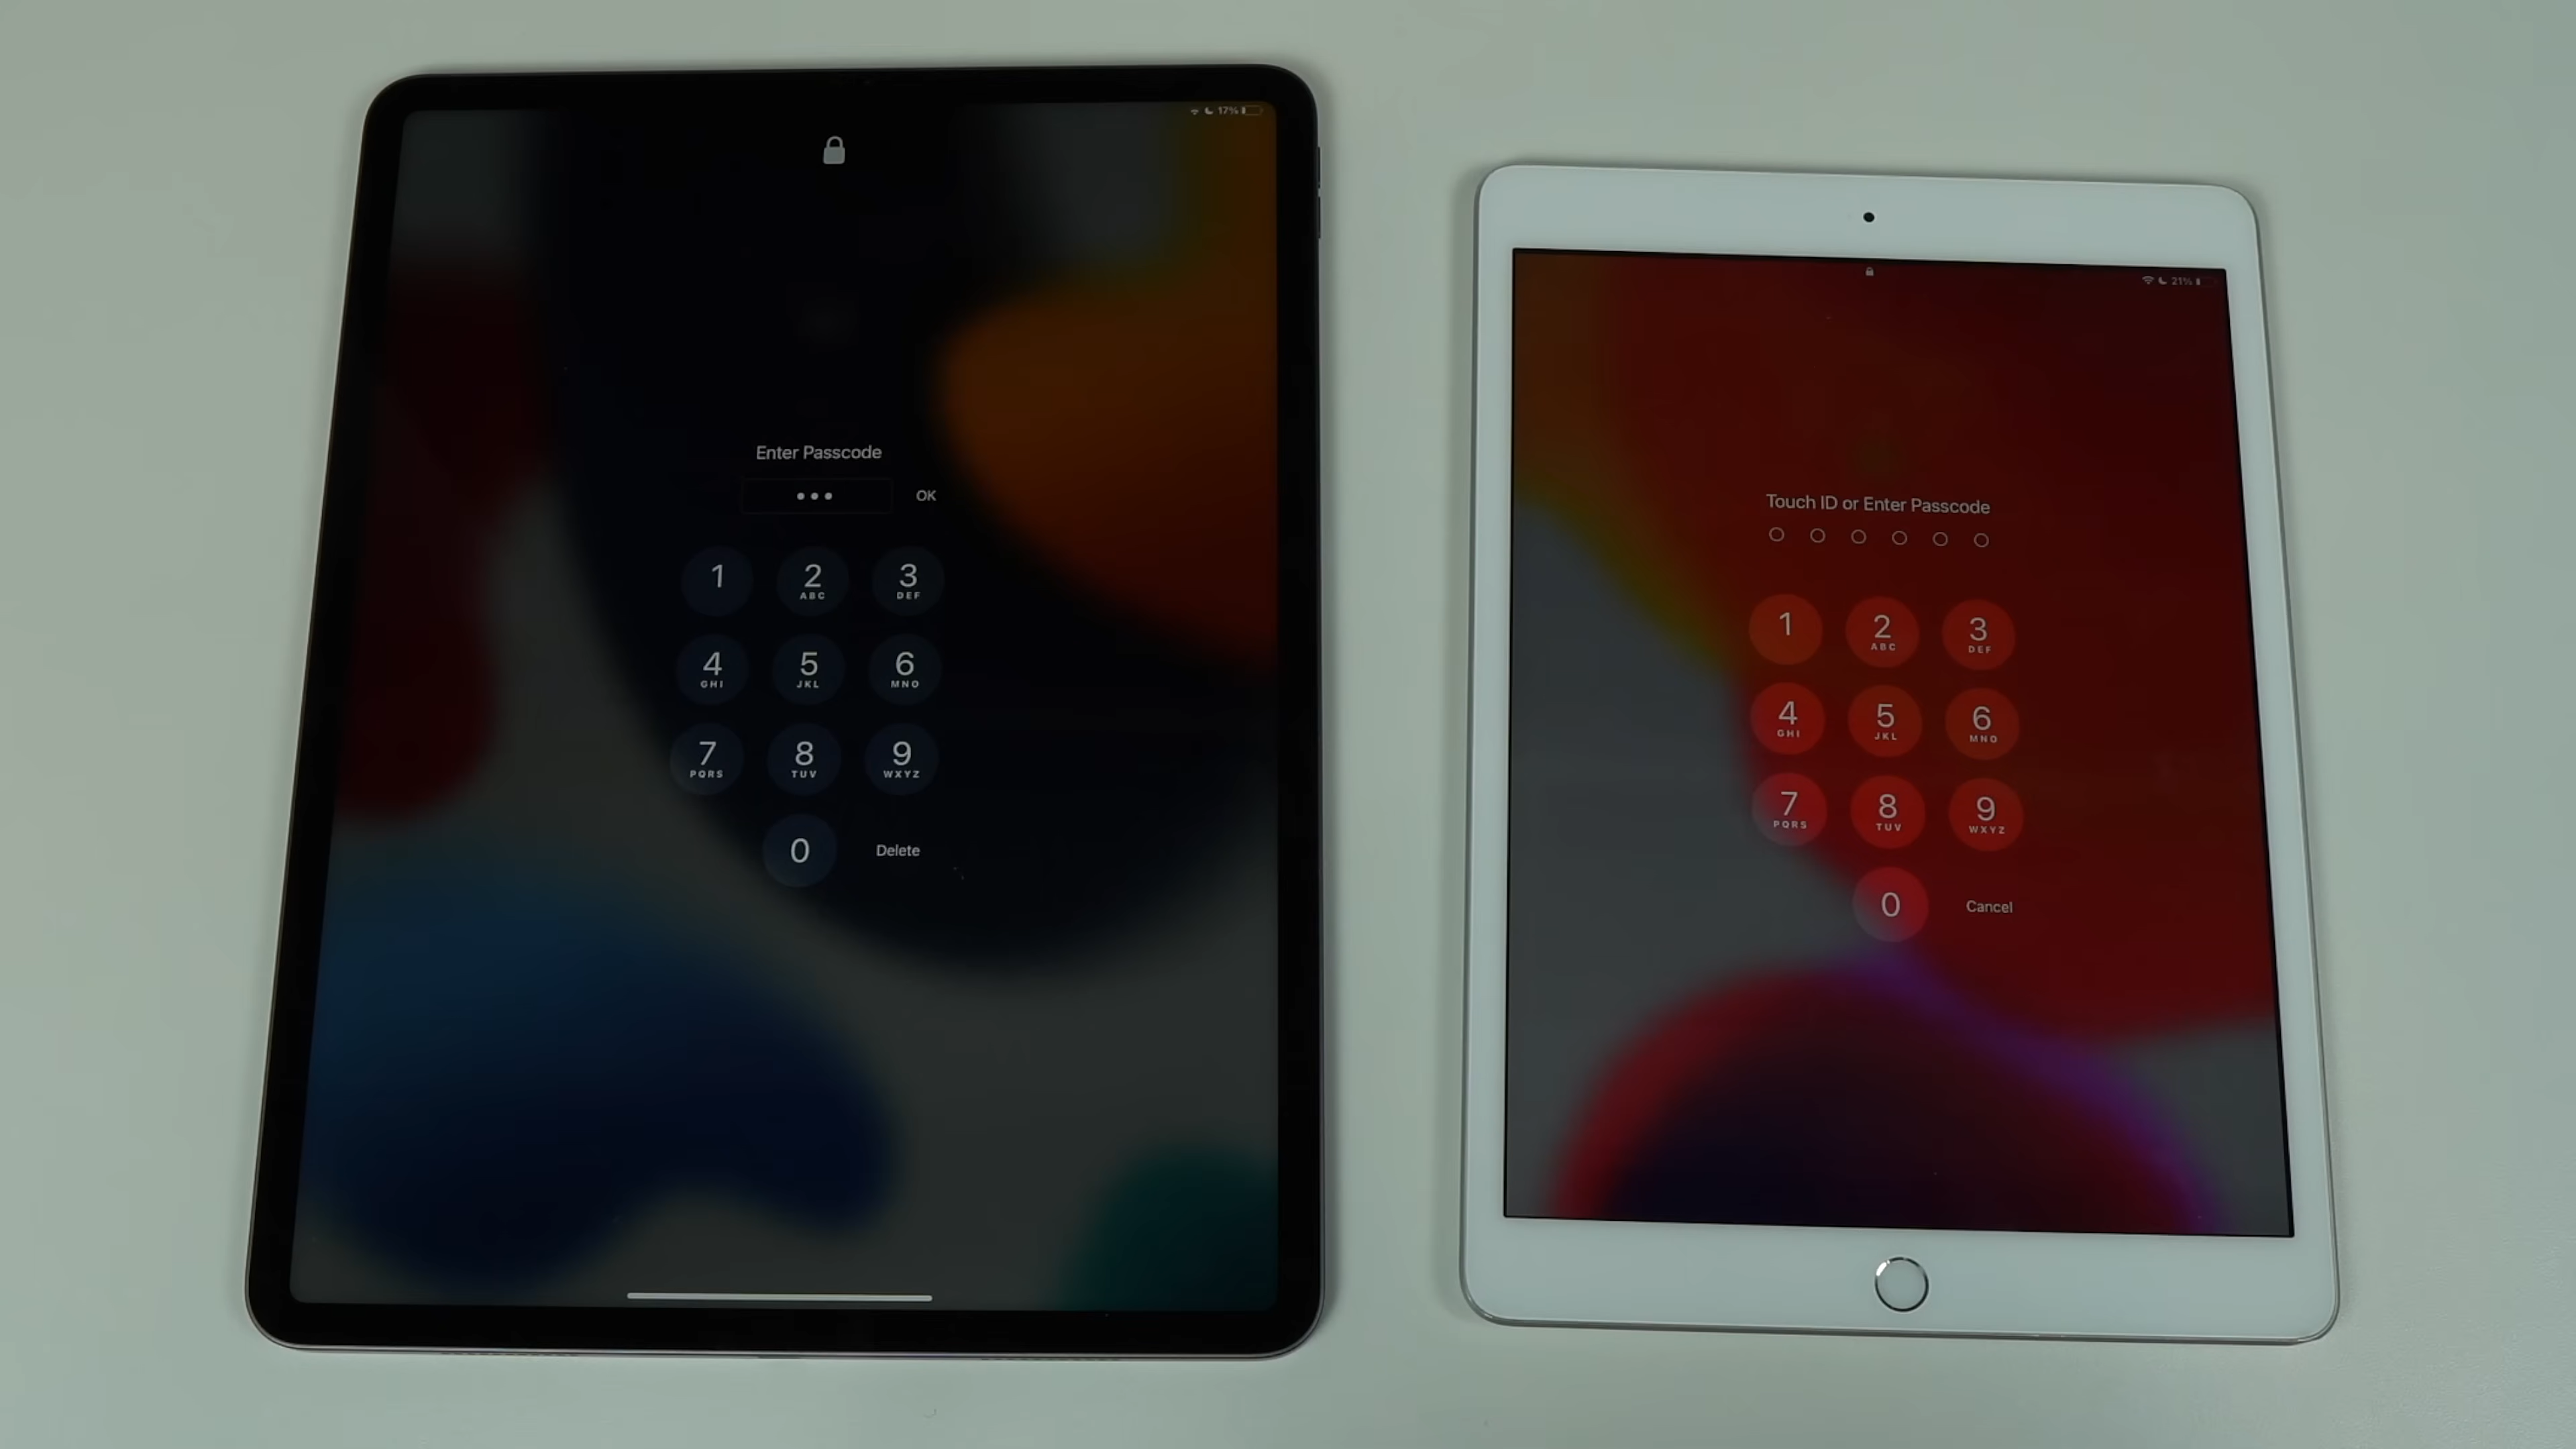 17%
Enter Passcode
OK
1
2
ABC
3
DEF
4
GHI
5
JKL
6
MNO
7
PQRS
8
TUV
9
WXYZ
0
Delete
21%
Touch ID or Enter Passcode
1
2
ABC
3
DEF
4
GHI
5
JKL
6
MNO
7
PQRS
8
TUV
9
WXYZ
0
Cancel